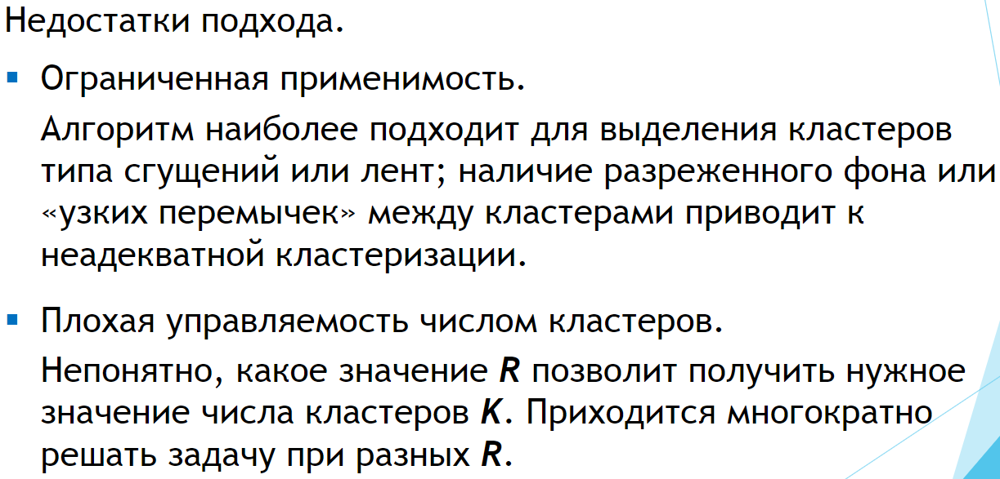 Недостатки подхода.
Ограниченная применимость.
Алгоритм наиболее подходит для выделения кластеров
типа сгущений или лент; наличие разреженного фона или
«узких перемычек» между кластерами приводит к
неадекватной кластеризации.
Плохая управляемость числом кластеров.
Непонятно, какое значение R позволит получить нужное
значение числа кластеров K. Приходится многократно
решать задачу при разных R.